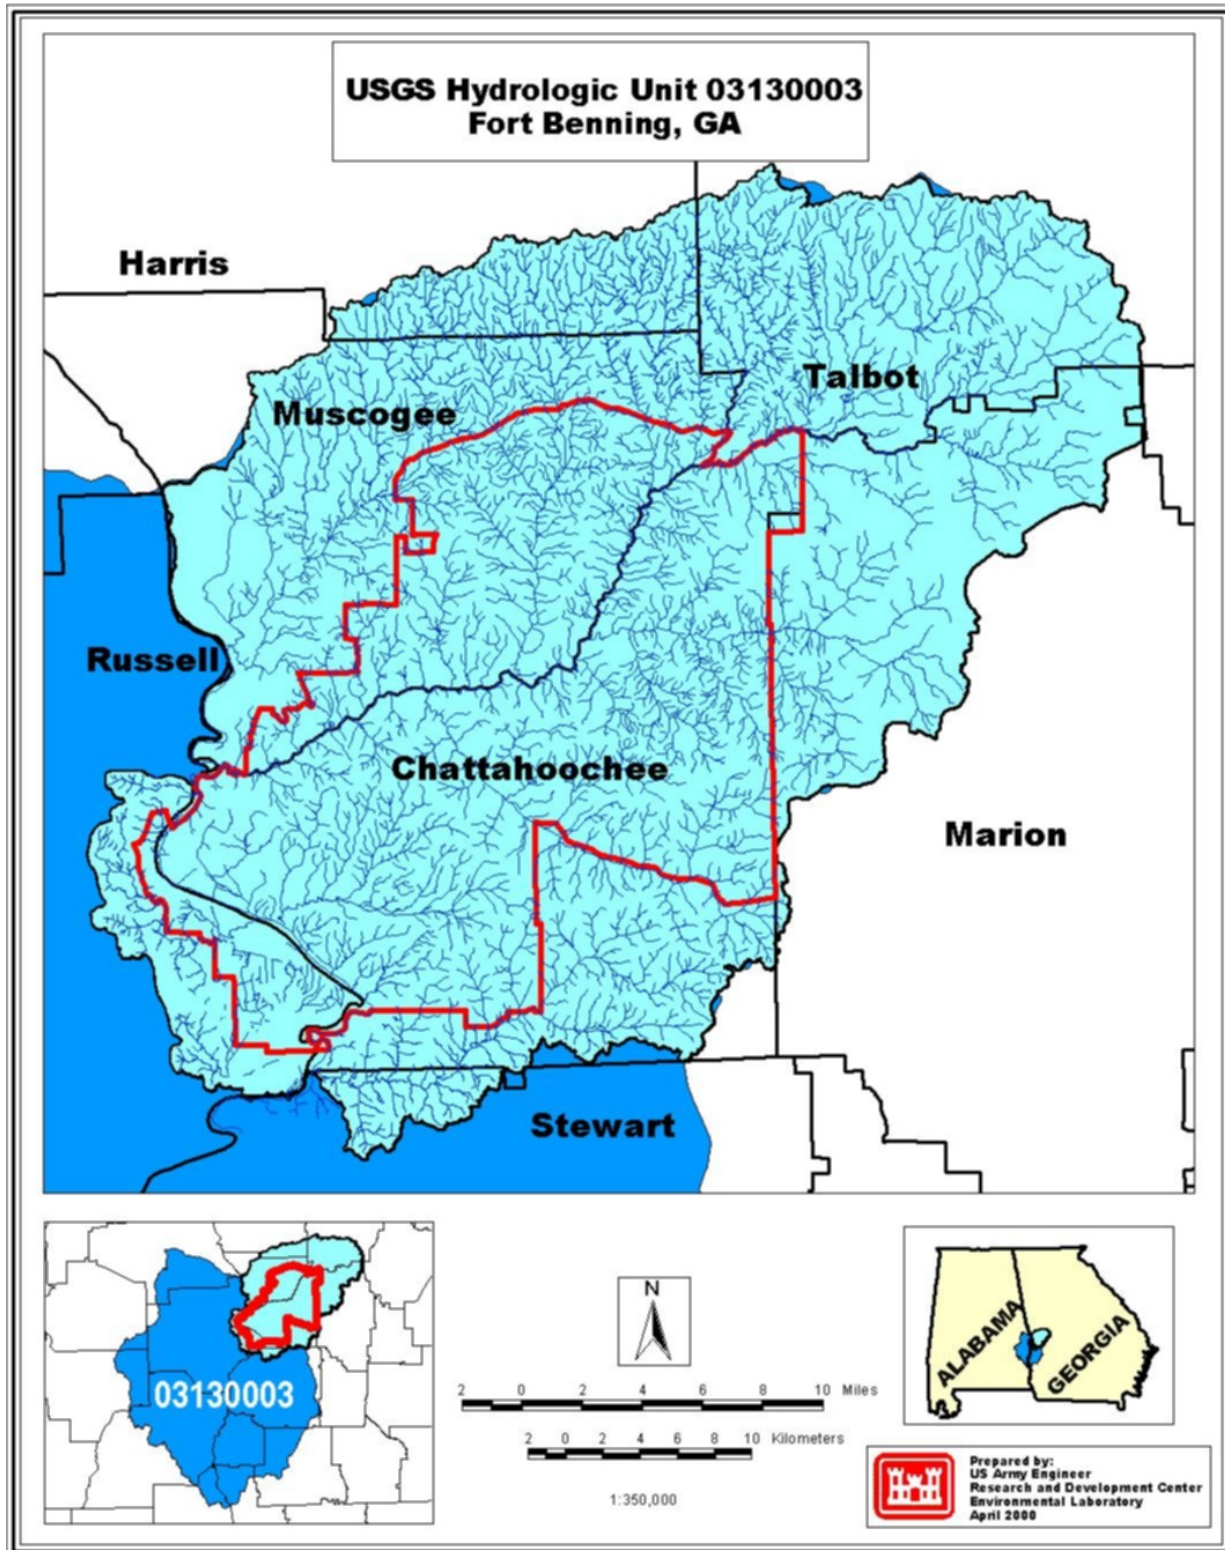 USGS Hydrologic Unit 03130003
Fort Benning, GA
Harris
Talbot
Muscogee
Russell
Chattahoochee
Marion
Stewart
03130003
N
2 0 2 4 6 8 10 Miles
2 0 2 4 6 8 10 Kilometers
1:350,000
ALABAMA
GEORGIA
Prepared by:
US Army Engineer
Research and Development Center
Environmental Laboratory
April 2000